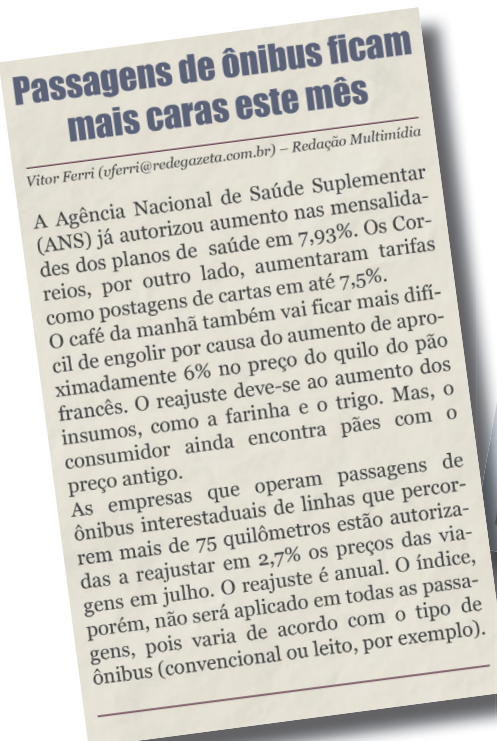 Passagens de ônibus ficam
mais caras este mês
Vitor Ferri (vferri@redegazeta.com.br) – Redação Multimídia
A Agência Nacional de Saúde Suplementar
(ANS) já autorizou aumento nas mensalida-
des dos planos de saúde em 7,93%. Os Cor-
reios, por outro lado, aumentaram tarifas
como postagens de cartas em até 7,5%.
O café da manhã também vai ficar mais difí-
cil de engolir por causa do aumento de apro-
ximadamente 6% no preço do quilo do pão
francês. O reajuste deve-se ao aumento dos
insumos, como a farinha e o trigo. Mas, o
consumidor ainda encontra pães com o
preço antigo.
As empresas que operam passagens de
ônibus interestaduais de linhas que percor-
rem mais de 75 quilômetros estão autoriza-
das a reajustar em 2,7% os preços das via-
gens em julho. O reajuste é anual. O índice,
porém, não será aplicado em todas as passa-
gens, pois varia de acordo com o tipo de
ônibus (convencional ou leito, por exemplo).